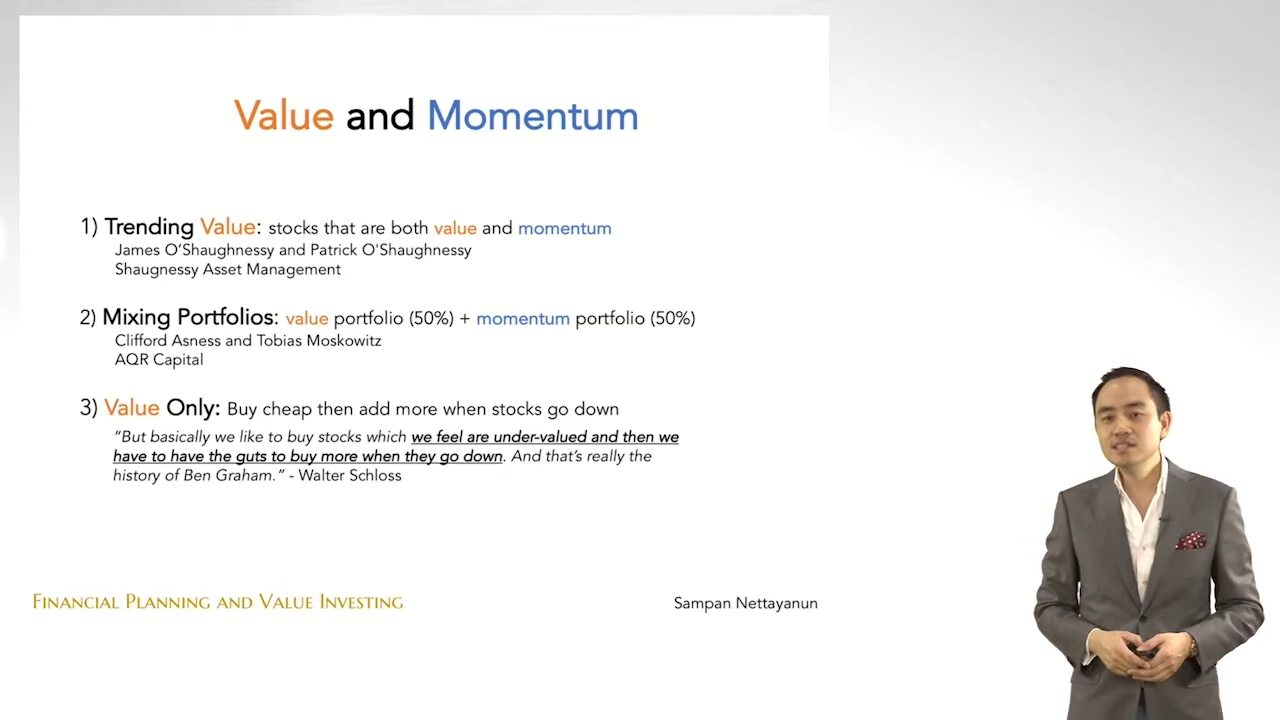 Value and Momentum
1) Trending Value: stocks that are both value and momentum
James O‘Shaughnessy and Patrick O'Shaughnessy
Shaugnessy Asset Management
2) Mixing Portfolios: value portfolio (50%) + momentum portfolio (50%)
Clifford Asness and Tobias Moskowitz
AQR Capital
3) Value Only: Buy cheap then add more when stocks go down
“But basically we like to buy stocks which we feel are under-valued and then we
have to have the guts to buy more when they go down. And that’s really the
history of Ben Graham.” - Walter Schloss
Financial Planning and Value Investing
Sampan Nettayanun